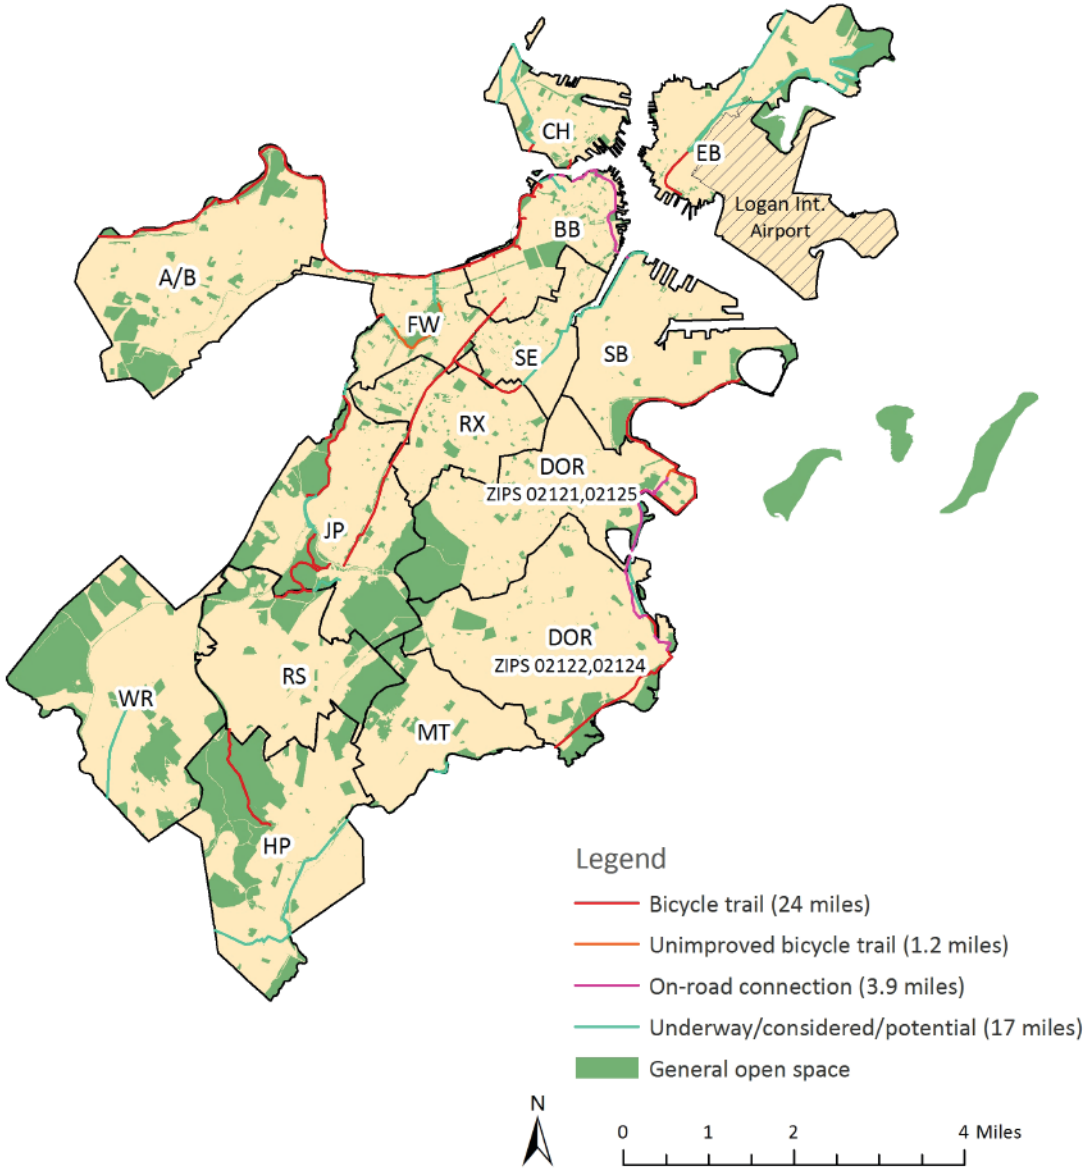 CH
EB
Logan Int.
Airport
BB
A/B
FW
SE
SB
RX
DOR
ZIPS 02121,02125
JP
DOR
ZIPS 02122,02124
RS
WR
MT
HP
Legend
Bicycle trail (24 miles)
Unimproved bicycle trail (1.2 miles)
On-road connection (3.9 miles)
Underway/considered/potential (17 miles)
General open space
N
0 1 2 4 Miles